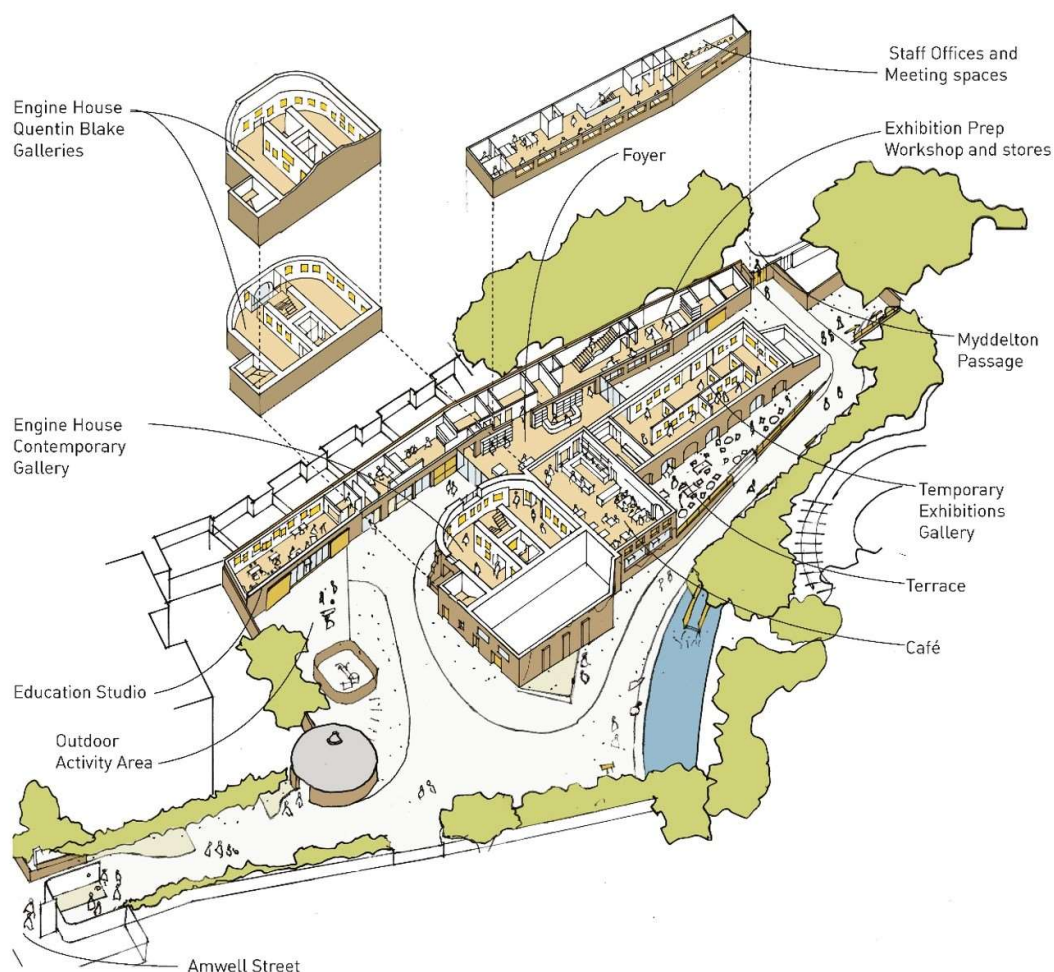 Staff Offices and
Meeting spaces
Engine House
Quentin Blake
Galleries
Foyer
Exhibition Prep
Workshop and stores
Myddelton
Passage
Engine House
Contemporary
Gallery
Temporary
Exhibitions
Gallery
Terrace
Café
Education Studio
Outdoor
Activity Area
Amwell Street